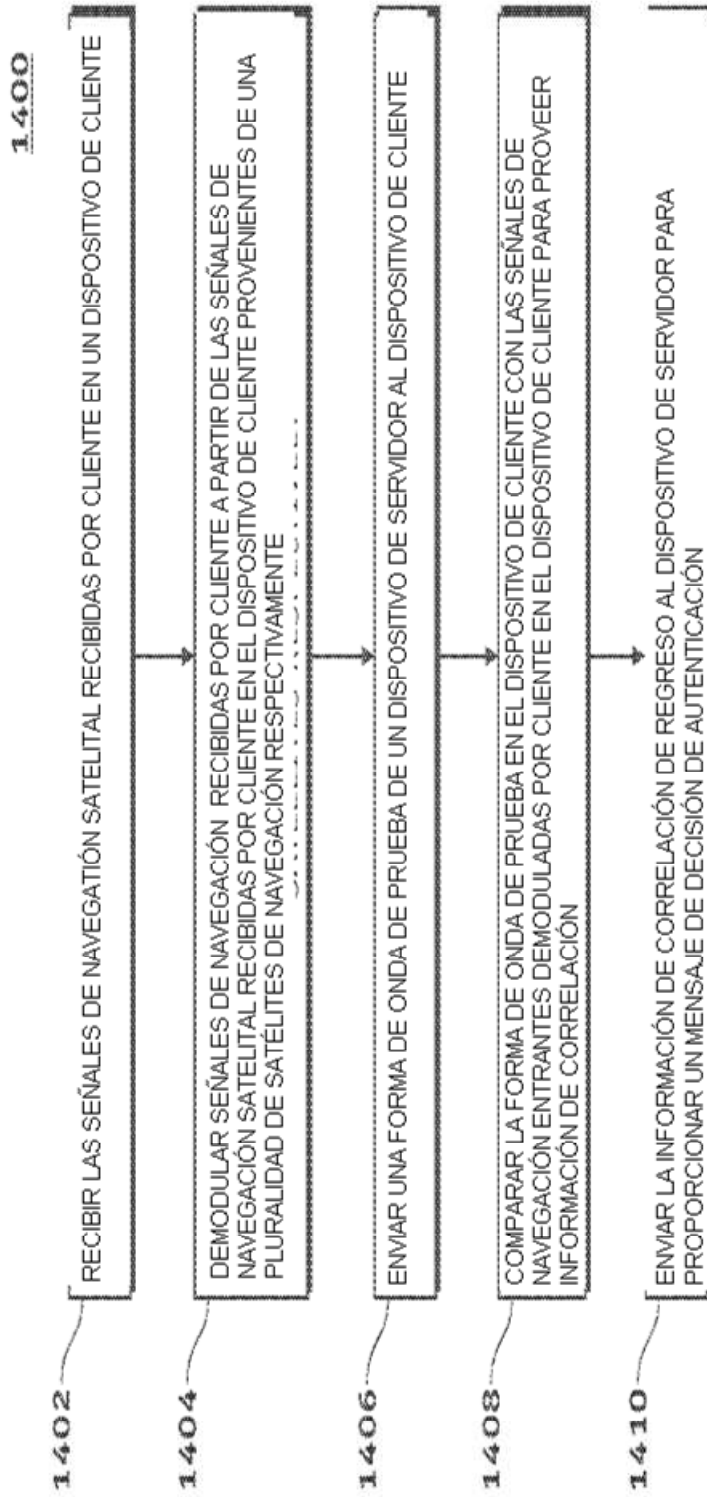 1400
1402
RECIBIR LAS SEÑALES DE NAVEGATIÓN SATELITAL RECIBIDAS POR CLIENTE EN UN DISPOSITIVO DE CLIENTE
1404
DEMODULAR SEÑALES DE NAVEGACIÓN RECIBIDAS POR CLIENTE A PARTIR DE LAS SEÑALES DE
NAVEGACIÓN SATELITAL RECIBIDAS POR CLIENTE EN EL DISPOSITIVO DE CLIENTE PROVENIENTES DE UNA
PLURALIDAD DE SATÉLITES DE NAVEGACIÓN RESPECTIVAMENTE
1406
ENVIAR UNA FORMA DE ONDA DE PRUEBA DE UN DISPOSITIVO DE SERVIDOR AL DISPOSITIVO DE CLIENTE
1408
COMPARAR LA FORMA DE ONDA DE PRUEBA EN EL DISPOSITIVO DE CLIENTE CON LAS SEÑALES DE
NAVEGACIÓN ENTRANTES DEMODULADAS POR CLIENTE EN EL DISPOSITIVO DE CLIENTE PARA PROVEER
INFORMACIÓN DE CORRELACIÓN
1410
ENVIAR LA INFORMACIÓN DE CORRELACIÓN DE REGRESO AL DISPOSITIVO DE SERVIDOR PARA
PROPORCIONAR UN MENSAJE DE DECISIÓN DE AUTENTICACIÓN